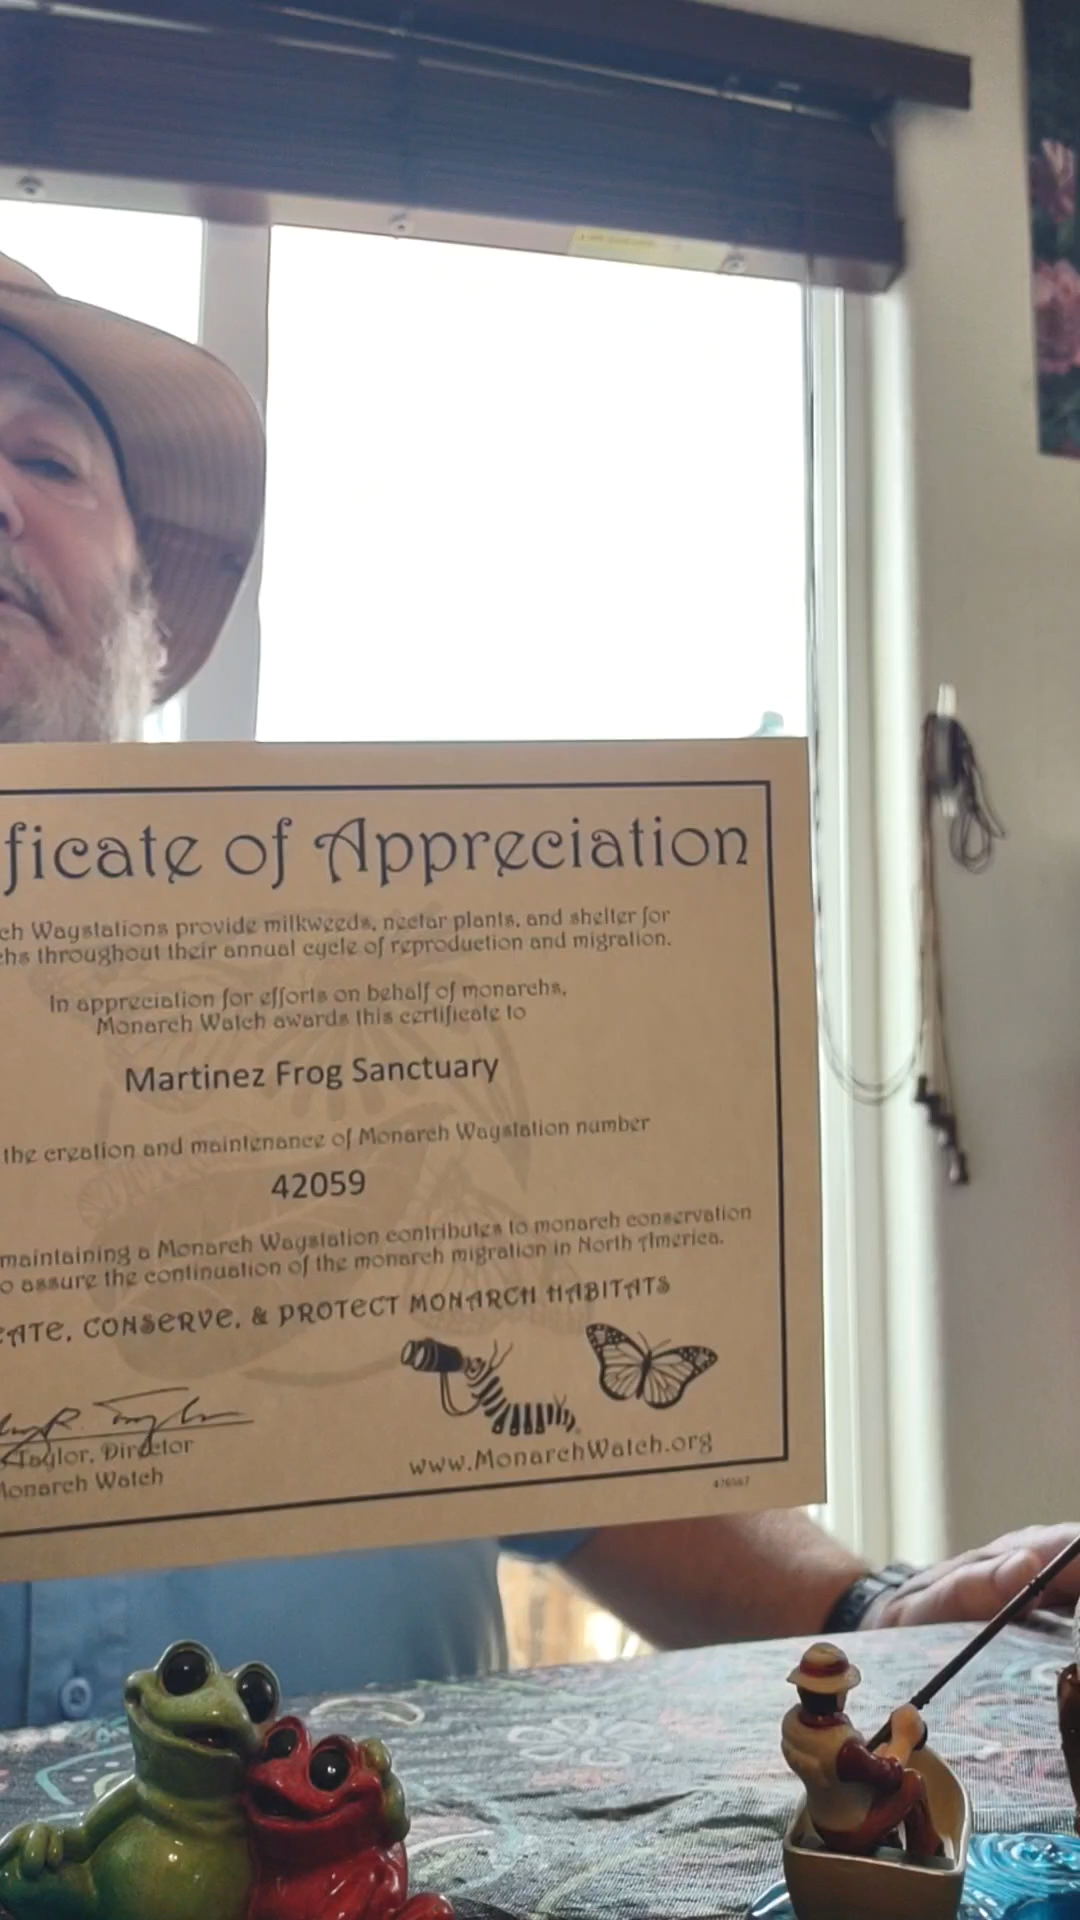 ficate of Appreciation
ch Waystations provide milkweeds, nectar plants, and shelter for
hs throughout their annual cycle of reproduction and migration.
In appreciation for efforts on behalf of monarchs,
Monarch Watch awards this certificate to
Martinez Frog Sanctuary
the creation and maintenance of Monarch Waystation number
42059
maintaining a Monarch Waystation contributes to monarch conservation
o assure the continuation of the monarch migration in North America.
EATE, CONSERVE, & PROTECT MONARCH HABITATS
Taylor, Director
Monarch Watch
www.MonarchWatch.org